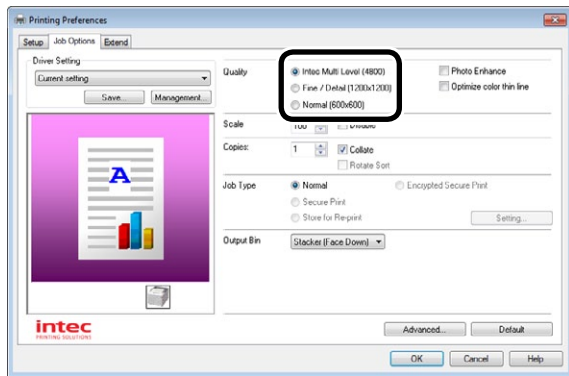 Printing Preferences
Setup Job Options Extend
Driver Setting
Current setting
Save... Management...
A
intec
PRINTING SOLUTIONS
Quality
Intec Multi Level (4800)
Fine / Detail (1200x1200)
Normal (600x600)
Photo Enhance
Optimize color thin line
Scale
100
Copies:
1
Collate
Rotate Sort
Job Type
Normal
Encrypted Secure Print
Secure Print
Store for Re-print
Setting...
Output Bin
Stacker (Face Down)
Advanced... Default
OK Cancel Help